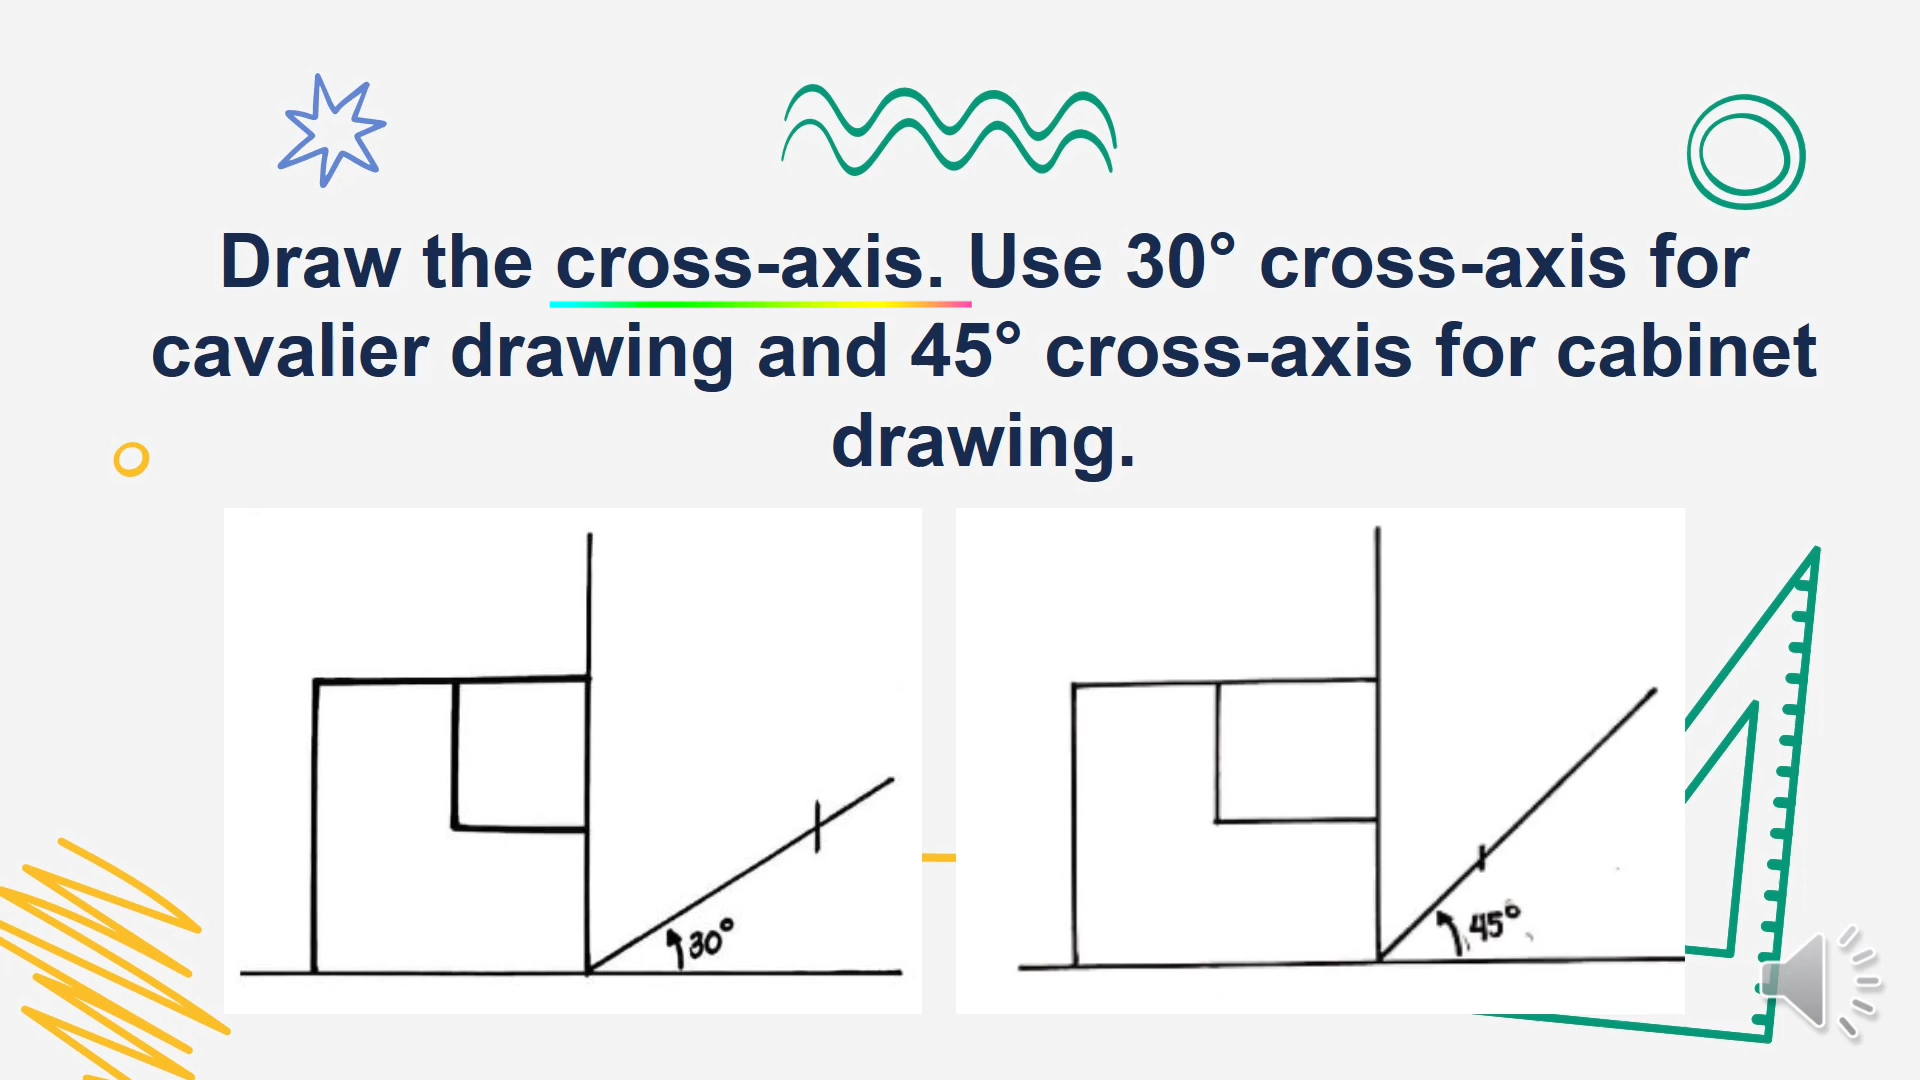 Draw the cross-axis. Use 30° cross-axis for
cavalier drawing and 45° cross-axis for cabinet
drawing.
30°
45°